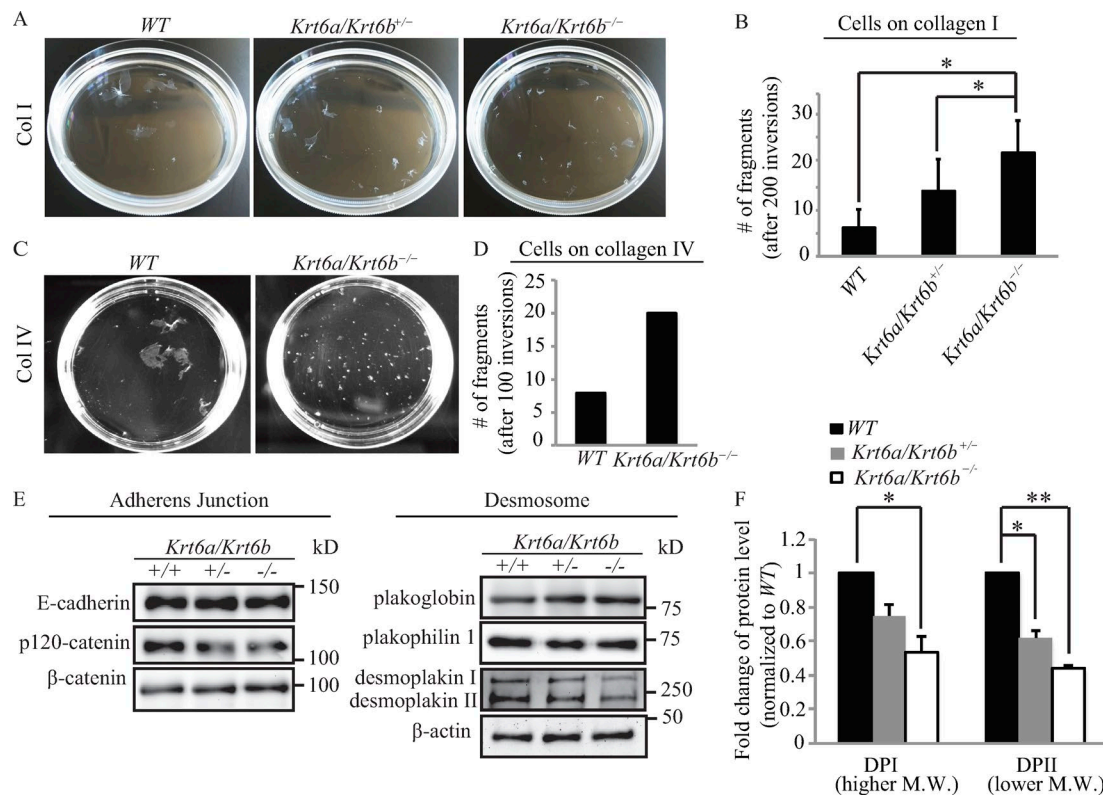 A
WT
Krt6a/Krt6b+/−
Krt6a/Krt6b−/−
Col I
B
Cells on collagen I
*
*
# of fragments
(after 200 inversions)
30
20
10
0
WT
Krt6a/Krt6b+/−
Krt6a/Krt6b−/−
C
WT
Krt6a/Krt6b−/−
Col IV
D
Cells on collagen IV
# of fragments
(after 100 inversions)
25
20
15
10
5
0
WT
Krt6a/Krt6b−/−
E
Adherens Junction
Krt6a/Krt6b
kD
+/+ +/- -/-
E-cadherin
150
p120-catenin
100
β-catenin
100
Desmosome
Krt6a/Krt6b
kD
+/+ +/- -/-
plakoglobin
75
plakophilin 1
75
desmoplakin I
desmoplakin II
250
50
β-actin
WT
Krt6a/Krt6b+/−
Krt6a/Krt6b−/−
F
*
**
*
Fold change of protein level
(normalized to WT)
1.2
1
0.8
0.6
0.4
0.2
0
DPI
(higher M.W.)
DPII
(lower M.W.)